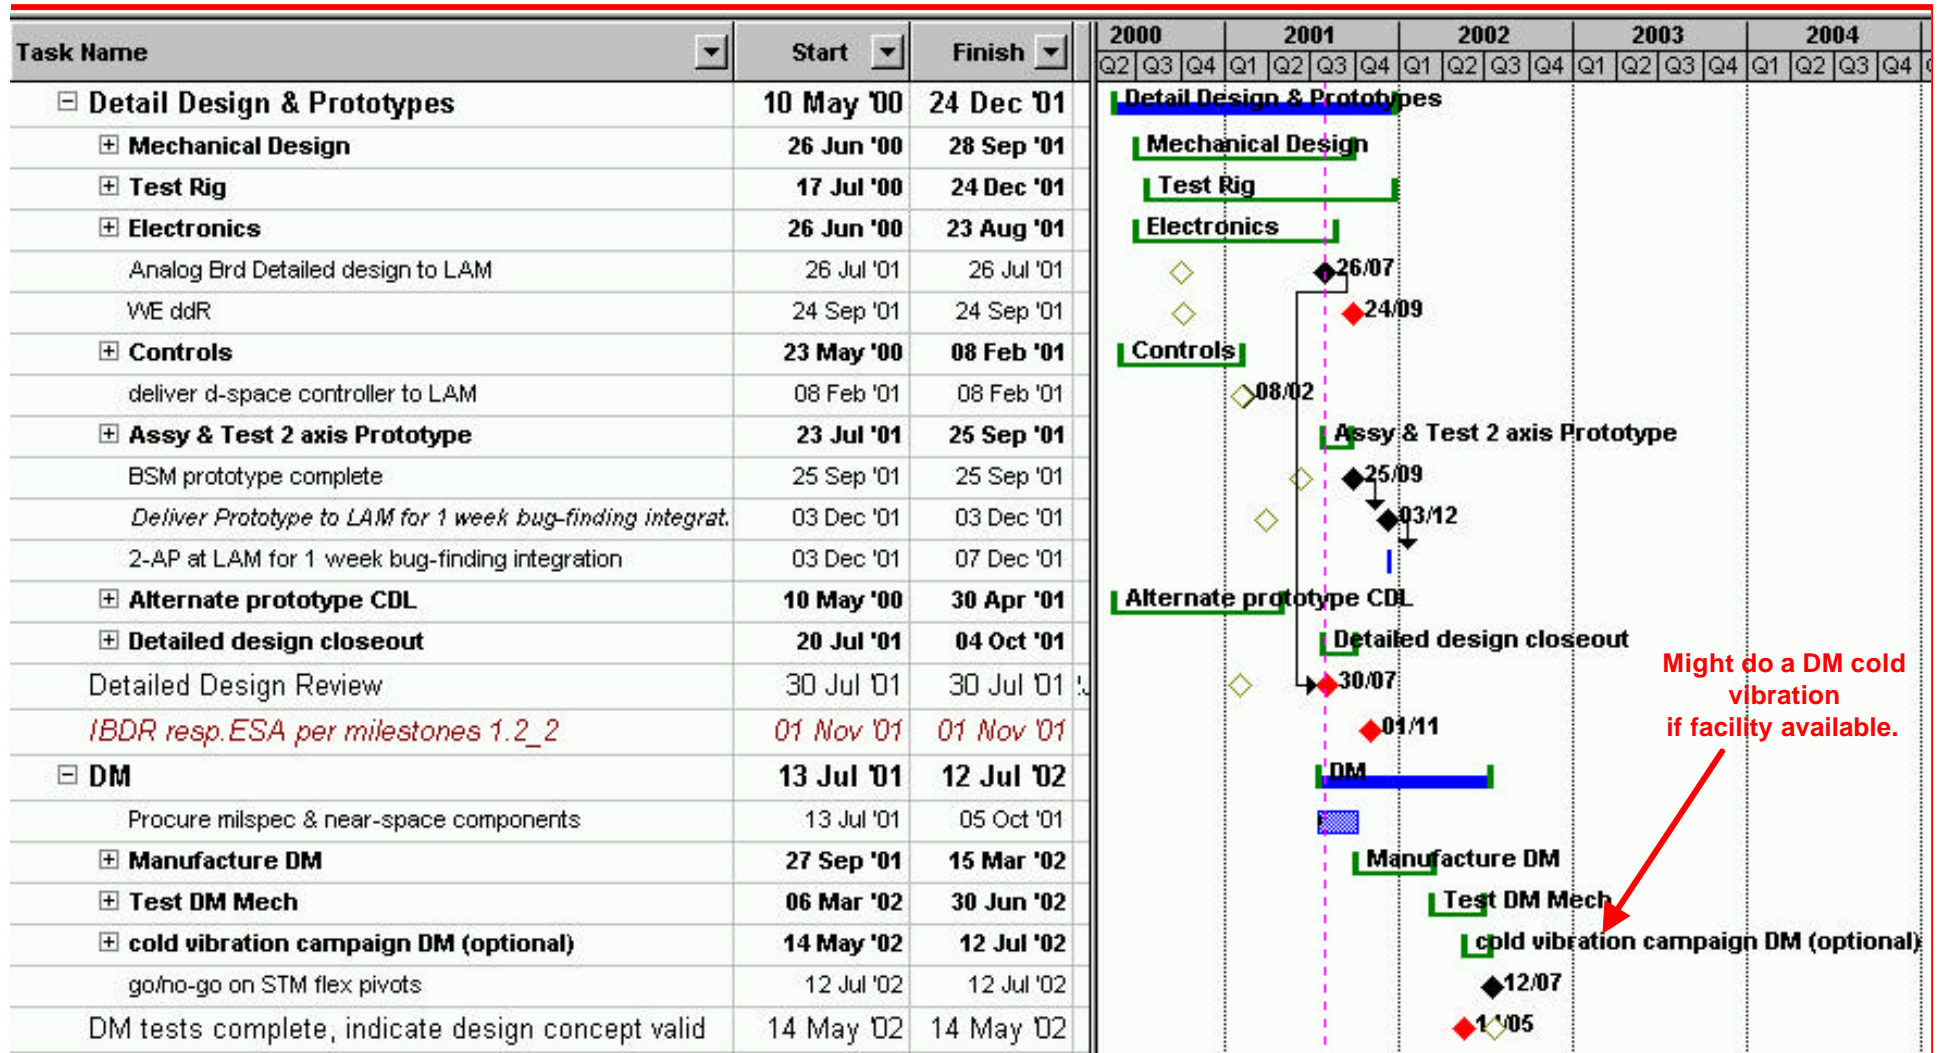 Task Name Start Finish 2000 2001 2002 2003 2004
Q2 Q3 Q4 Q1 Q2 Q3 Q4 Q1 Q2 Q3 Q4 Q1 Q2 Q3 Q4 Q1 Q2 Q3 Q4
Detail Design & Prototypes 10 May '00 24 Dec '01 Detail Design & Prototypes
Mechanical Design 26 Jun '00 28 Sep '01 Mechanical Design
Test Rig 17 Jul '00 24 Dec '01 Test Rig
Electronics 26 Jun '00 23 Aug '01 Electronics
Analog Brd Detailed design to LAM 26 Jul '01 26 Jul '01 26/07
WE ddR 24 Sep '01 24 Sep '01 24/09
Controls 23 May '00 08 Feb '01 Controls
deliver d-space controller to LAM 08 Feb '01 08 Feb '01 08/02
Assy & Test 2 axis Prototype 23 Jul '01 25 Sep '01 Assy & Test 2 axis Prototype
BSM prototype complete 25 Sep '01 25 Sep '01 25/09
Deliver Prototype to LAM for 1 week bug-finding integrat. 03 Dec '01 03 Dec '01 03/12
2-AP at LAM for 1 week bug-finding integration 03 Dec '01 07 Dec '01
Alternate prototype CDL 10 May '00 30 Apr '01 Alternate prototype CDL
Detailed design closeout 20 Jul '01 04 Oct '01 Detailed design closeout
Might do a DM cold
vibration
if facility available.
Detailed Design Review 30 Jul '01 30 Jul '01 30/07
IBDR resp.ESA per milestones 1.2_2 01 Nov '01 01 Nov '01 01/11
DM 13 Jul '01 12 Jul '02 DM
Procure milspec & near-space components 13 Jul '01 05 Oct '01
Manufacture DM 27 Sep '01 15 Mar '02 Manufacture DM
Test DM Mech 06 Mar '02 30 Jun '02 Test DM Mech
cold vibration campaign DM (optional) 14 May '02 12 Jul '02 cold vibration campaign DM (optional)
go/no-go on STM flex pivots 12 Jul '02 12 Jul '02 12/07
DM tests complete, indicate design concept valid 14 May '02 14 May '02 14/05